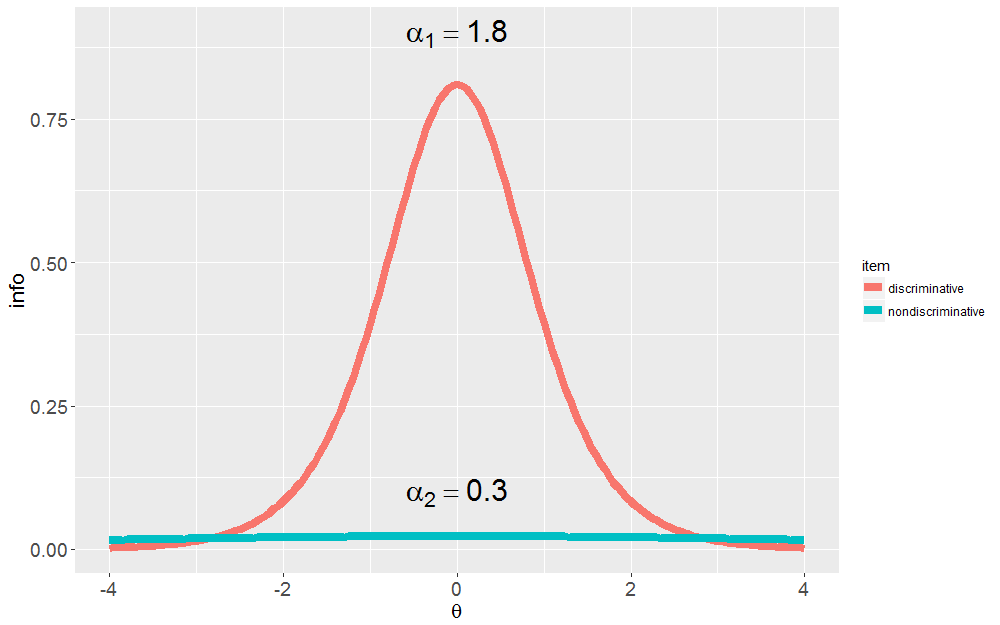 α₁ = 1.8
0.75
0.50
0.25
0.00
info
α₂ = 0.3
-4 -2 0 2 4
θ
item
discriminative
nondiscriminative